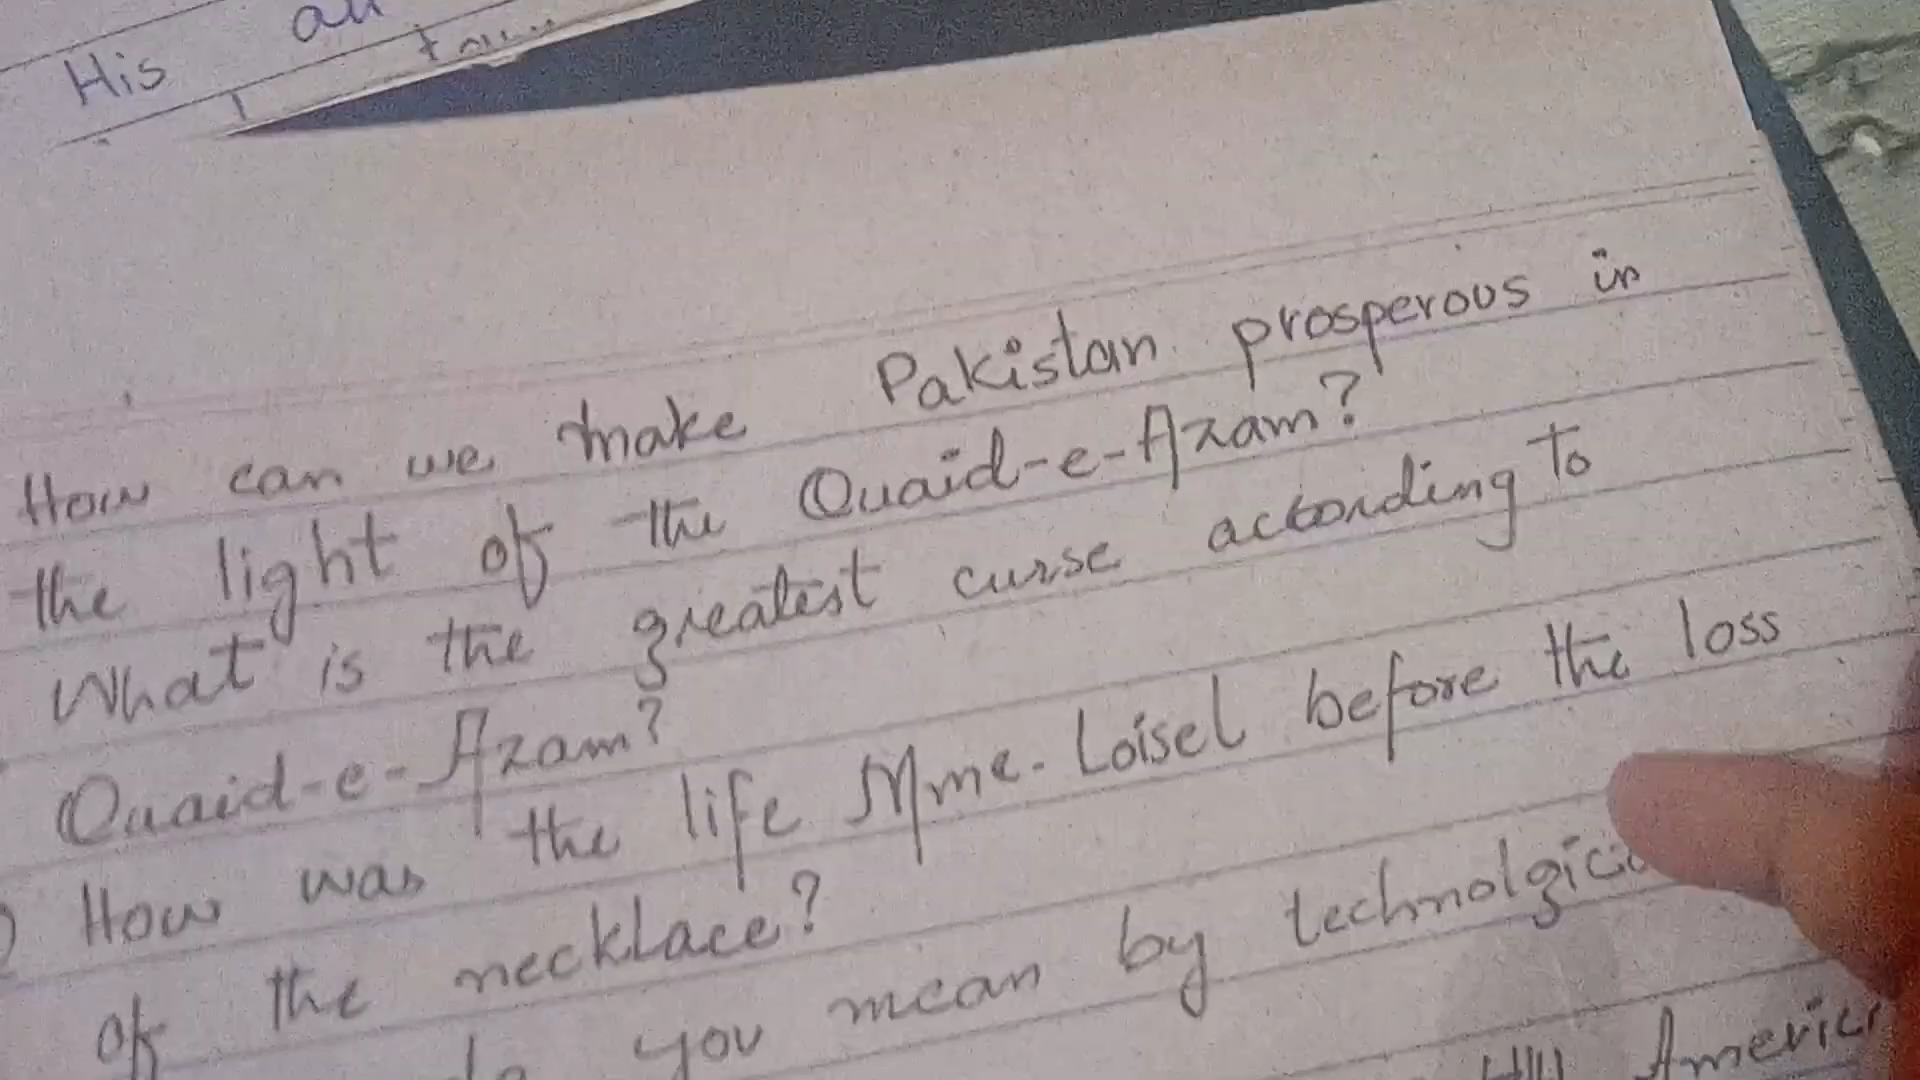 His
How can we make Pakistan prosperous in
the light of the Quaid-e-Azam?
What is the greatest curse according to
Quaid-e-Azam?
How was the life Mme. Loisel before the loss
of the necklace?
you mean by